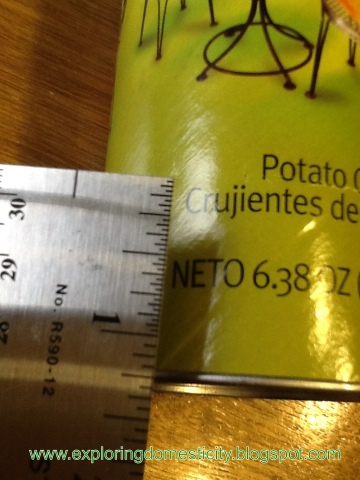 Potato
Crujientes de
NETO 6.38 OZ
30
29
No. R590-12
1
www.exploringdomesticity.blogspot.com